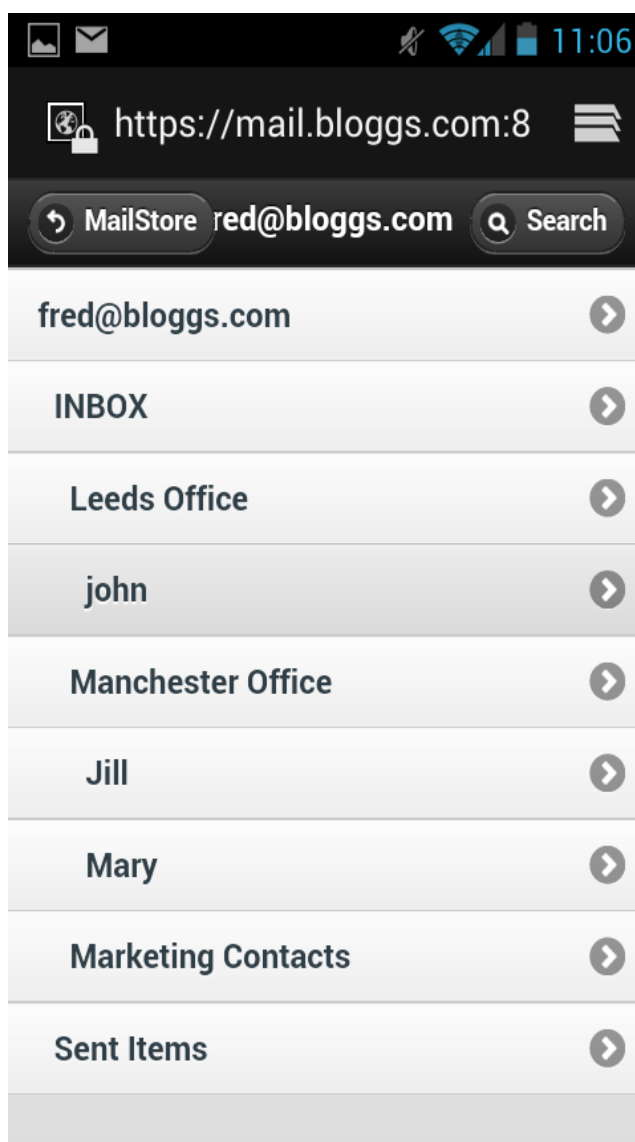 11:06
https://mail.bloggs.com:8
MailStore red@bloggs.com Search
fred@bloggs.com
INBOX
Leeds Office
john
Manchester Office
Jill
Mary
Marketing Contacts
Sent Items